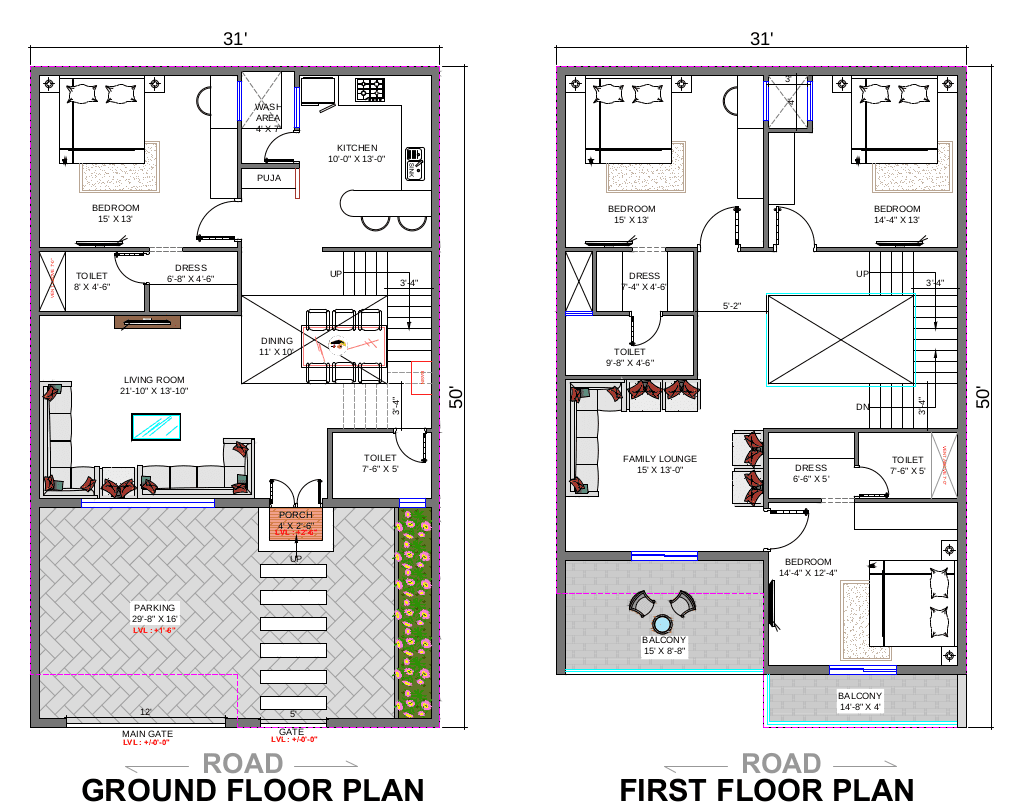 31'
WASH
AREA
4' X 7'
KITCHEN
10'-0" X 13'-0"
SINK
PUJA
BEDROOM
15' X 13'
TOILET
8' X 4'-6"
DRESS
6'-8" X 4'-6"
UP
3'-4"
DINING
11' X 10'
LIVING ROOM
21'-10" X 13'-10"
3'-4"
50'
TOILET
7'-6" X 5'
PORCH
4' X 2'-6"
LVL : +2'-6"
UP
PARKING
29'-8" X 16'
LVL : +1'-6"
12'
5'
MAIN GATE
LVL : +/-0'-0"
GATE
LVL : +/-0'-0"
ROAD
GROUND FLOOR PLAN
31'
3'
4'
BEDROOM
15' X 13'
BEDROOM
14'-4" X 13'
DRESS
7'-4" X 4'-6"
UP
3'-4"
5'-2"
TOILET
9'-8" X 4'-6"
DN
3'-4"
50'
FAMILY LOUNGE
15' X 13'-0"
DRESS
6'-6" X 5'
TOILET
7'-6" X 5'
BEDROOM
14'-4" X 12'-4"
BALCONY
15' X 8'-8"
BALCONY
14'-8" X 4'
ROAD
FIRST FLOOR PLAN